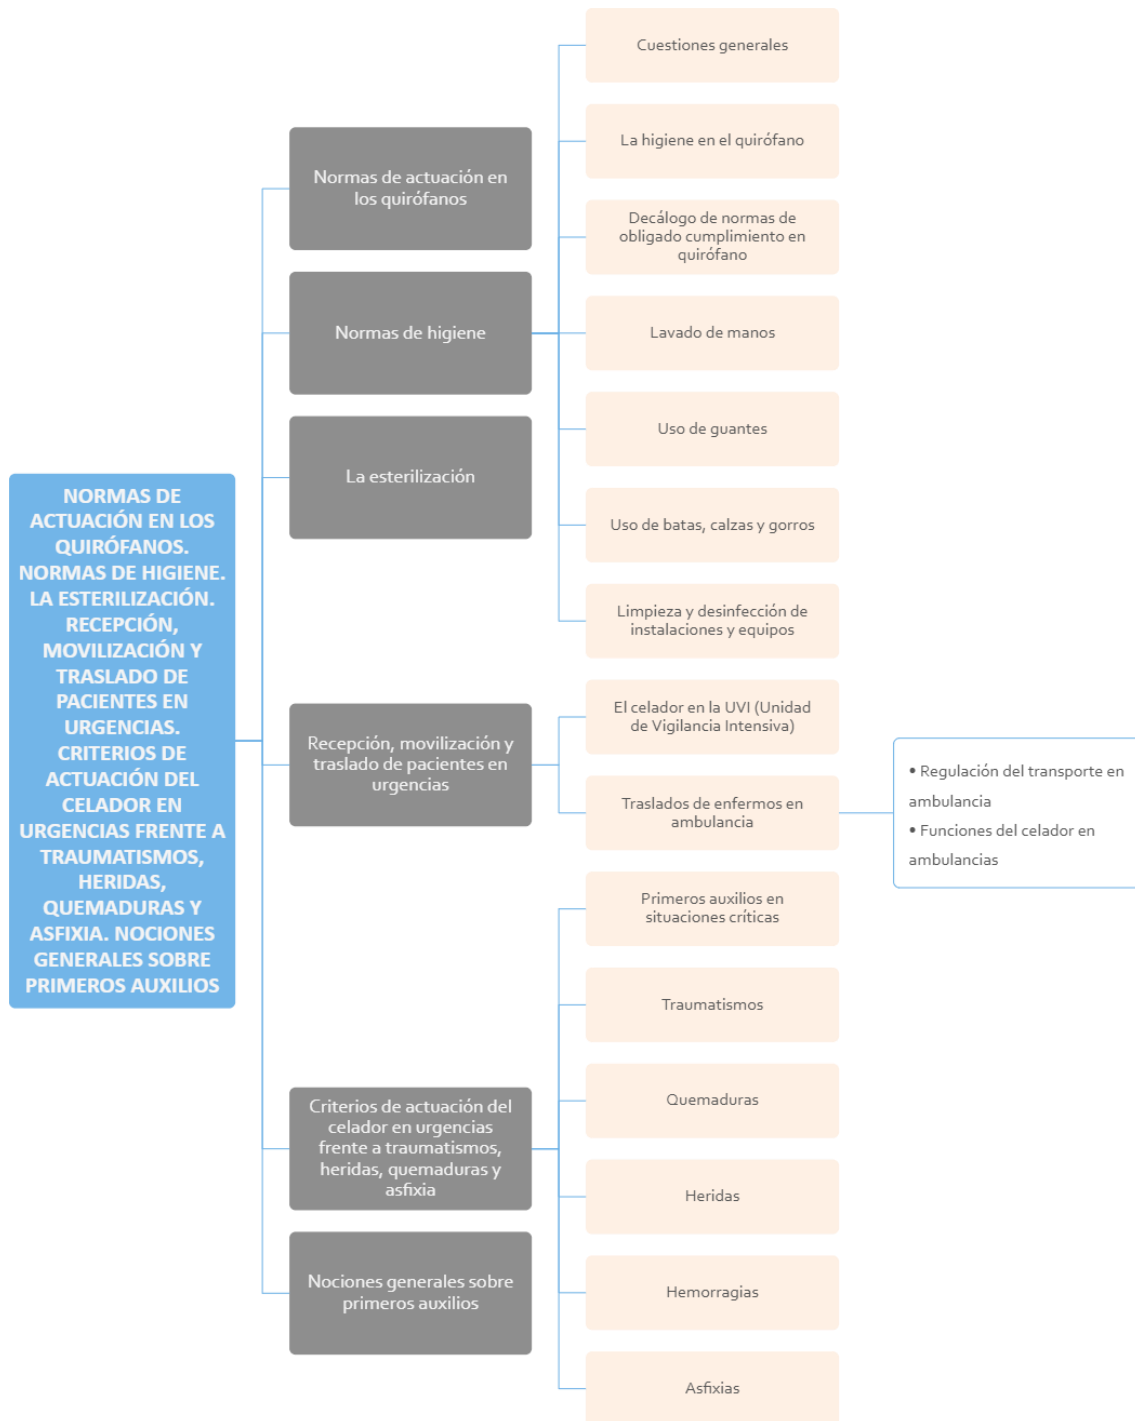 NORMAS DE
ACTUACIÓN EN LOS
QUIRÓFANOS.
NORMAS DE HIGIENE.
LA ESTERILIZACIÓN.
RECEPCIÓN,
MOVILIZACIÓN Y
TRASLADO DE
PACIENTES EN
URGENCIAS.
CRITERIOS DE
ACTUACIÓN DEL
CELADOR EN
URGENCIAS FRENTE A
TRAUMATISMOS,
HERIDAS,
QUEMADURAS Y
ASFIXIA. NOCIONES
GENERALES SOBRE
PRIMEROS AUXILIOS
Normas de actuación en
los quirófanos
Normas de higiene
Cuestiones generales
La higiene en el quirófano
Decálogo de normas de
obligado cumplimiento en
quirófano
Lavado de manos
Uso de guantes
Uso de batas, calzas y gorros
Limpieza y desinfección de
instalaciones y equipos
La esterilización
Recepción, movilización y
traslado de pacientes en
urgencias
El celador en la UVI (Unidad
de Vigilancia Intensiva)
Traslados de enfermos en
ambulancia
• Regulación del transporte en
ambulancia
• Funciones del celador en
ambulancias
Criterios de actuación del
celador en urgencias
frente a traumatismos,
heridas, quemaduras y
asfixia
Primeros auxilios en
situaciones críticas
Traumatismos
Quemaduras
Heridas
Hemorragias
Asfixias
Nociones generales sobre
primeros auxilios